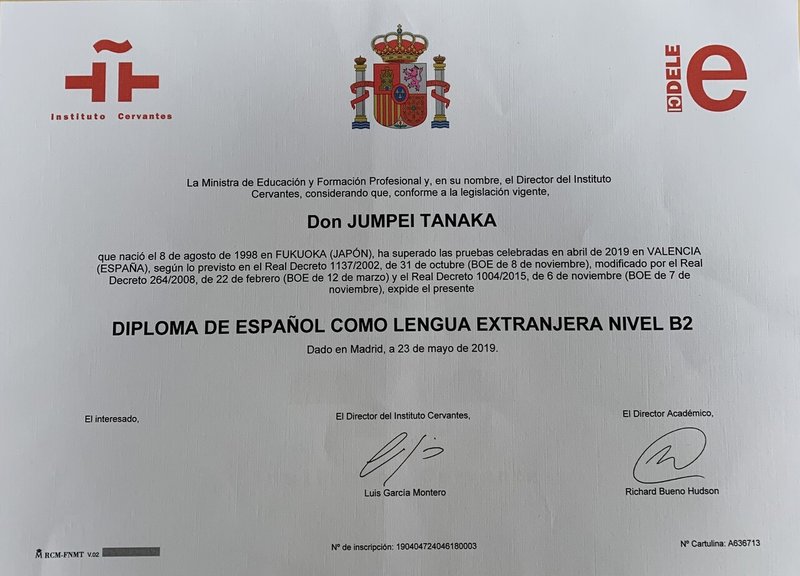 Instituto Cervantes
DELE
e
La Ministra de Educación y Formación Profesional y, en su nombre, el Director del Instituto
Cervantes, considerando que, conforme a la legislación vigente,
Don JUMPEI TANAKA
que nació el 8 de agosto de 1998 en FUKUOKA (JAPÓN), ha superado las pruebas celebradas en abril de 2019 en VALENCIA
(ESPAÑA), según lo previsto en el Real Decreto 1137/2002, de 31 de octubre (BOE de 8 de noviembre), modificado por el Real
Decreto 264/2008, de 22 de febrero (BOE de 12 de marzo) y el Real Decreto 1004/2015, de 6 de noviembre (BOE de 7 de
noviembre), expide el presente
DIPLOMA DE ESPAÑOL COMO LENGUA EXTRANJERA NIVEL B2
Dado en Madrid, a 23 de mayo de 2019.
El interesado,
El Director del Instituto Cervantes,
El Director Académico,
Luis García Montero
Richard Bueno Hudson
RCM-FNMT V.02
Nº de inscripción: 190404724046180003
Nº Cartulina: A636713